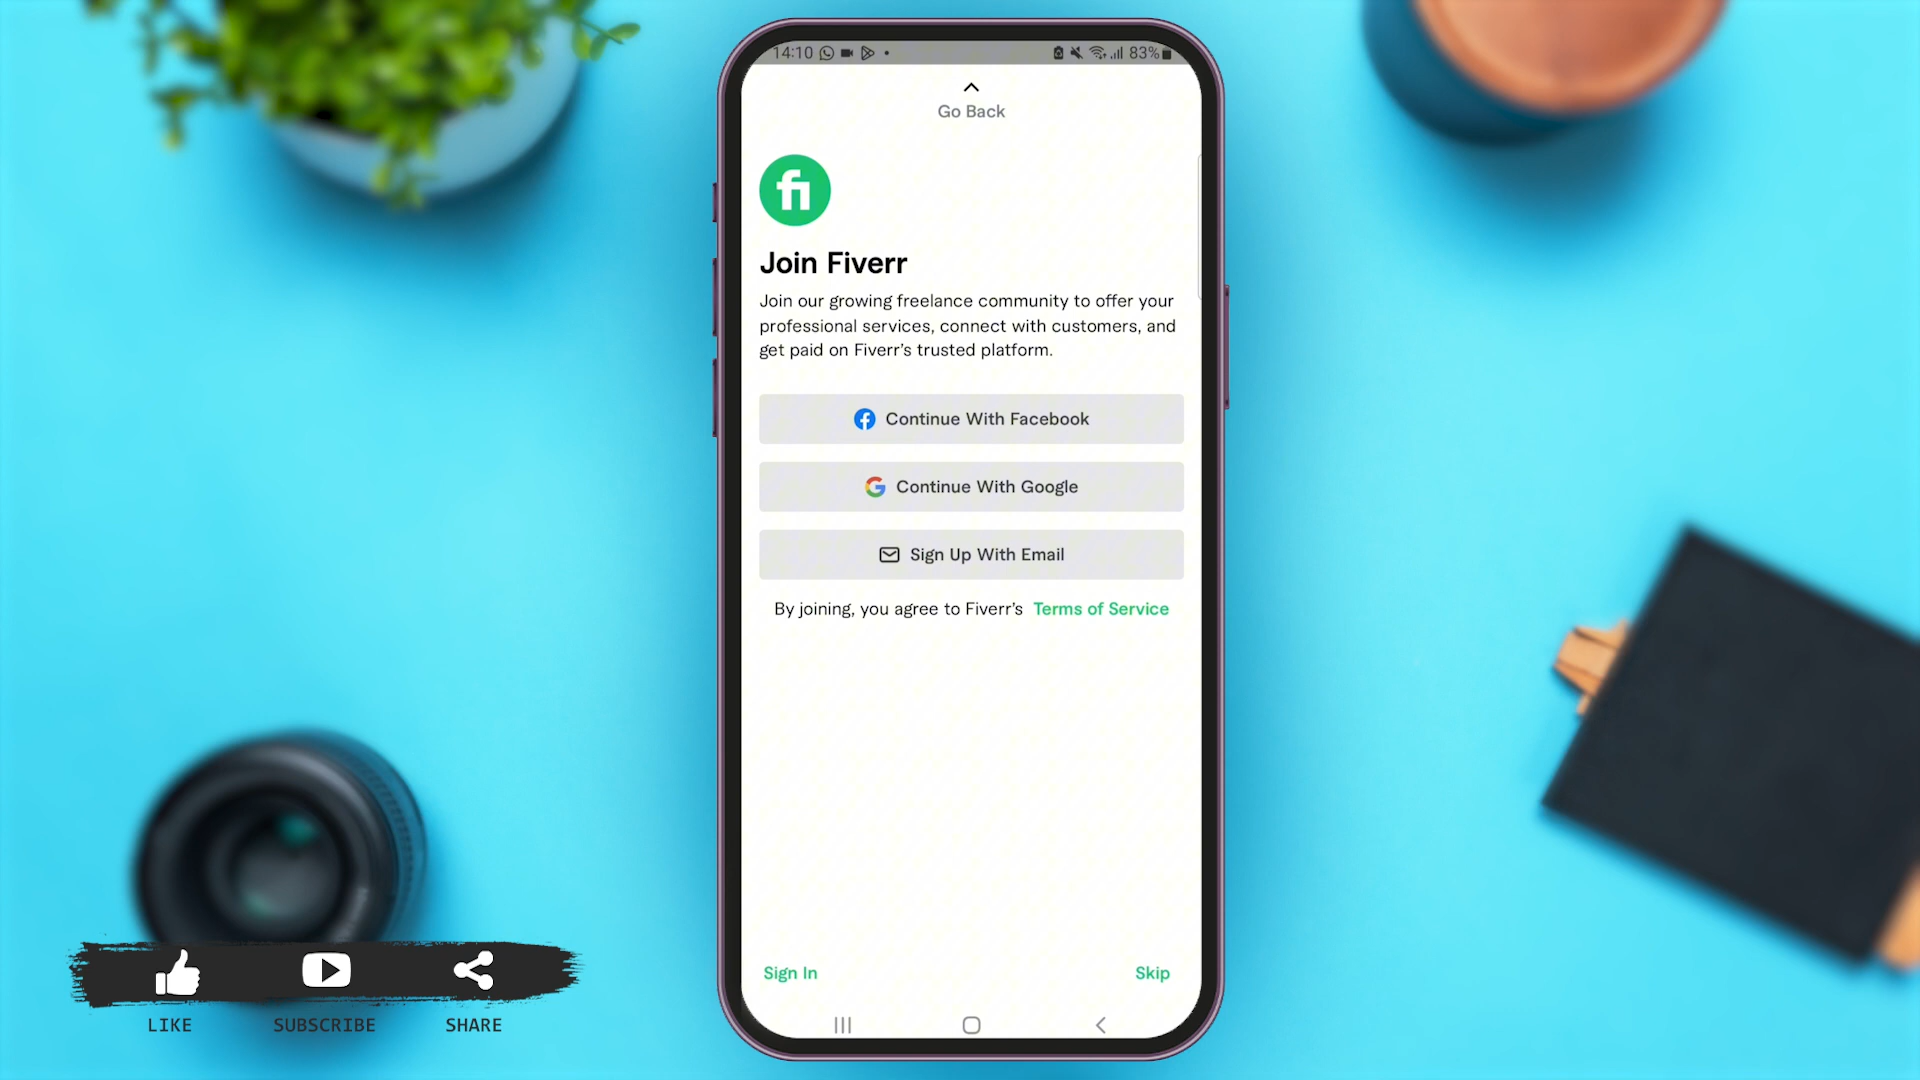 14:10
83%
Go Back
fi
Join Fiverr
Join our growing freelance community to offer your
professional services, connect with customers, and
get paid on Fiverr's trusted platform.
Continue With Facebook
Continue With Google
Sign Up With Email
By joining, you agree to Fiverr's Terms of Service
Sign In
Skip
LIKE
SUBSCRIBE
SHARE